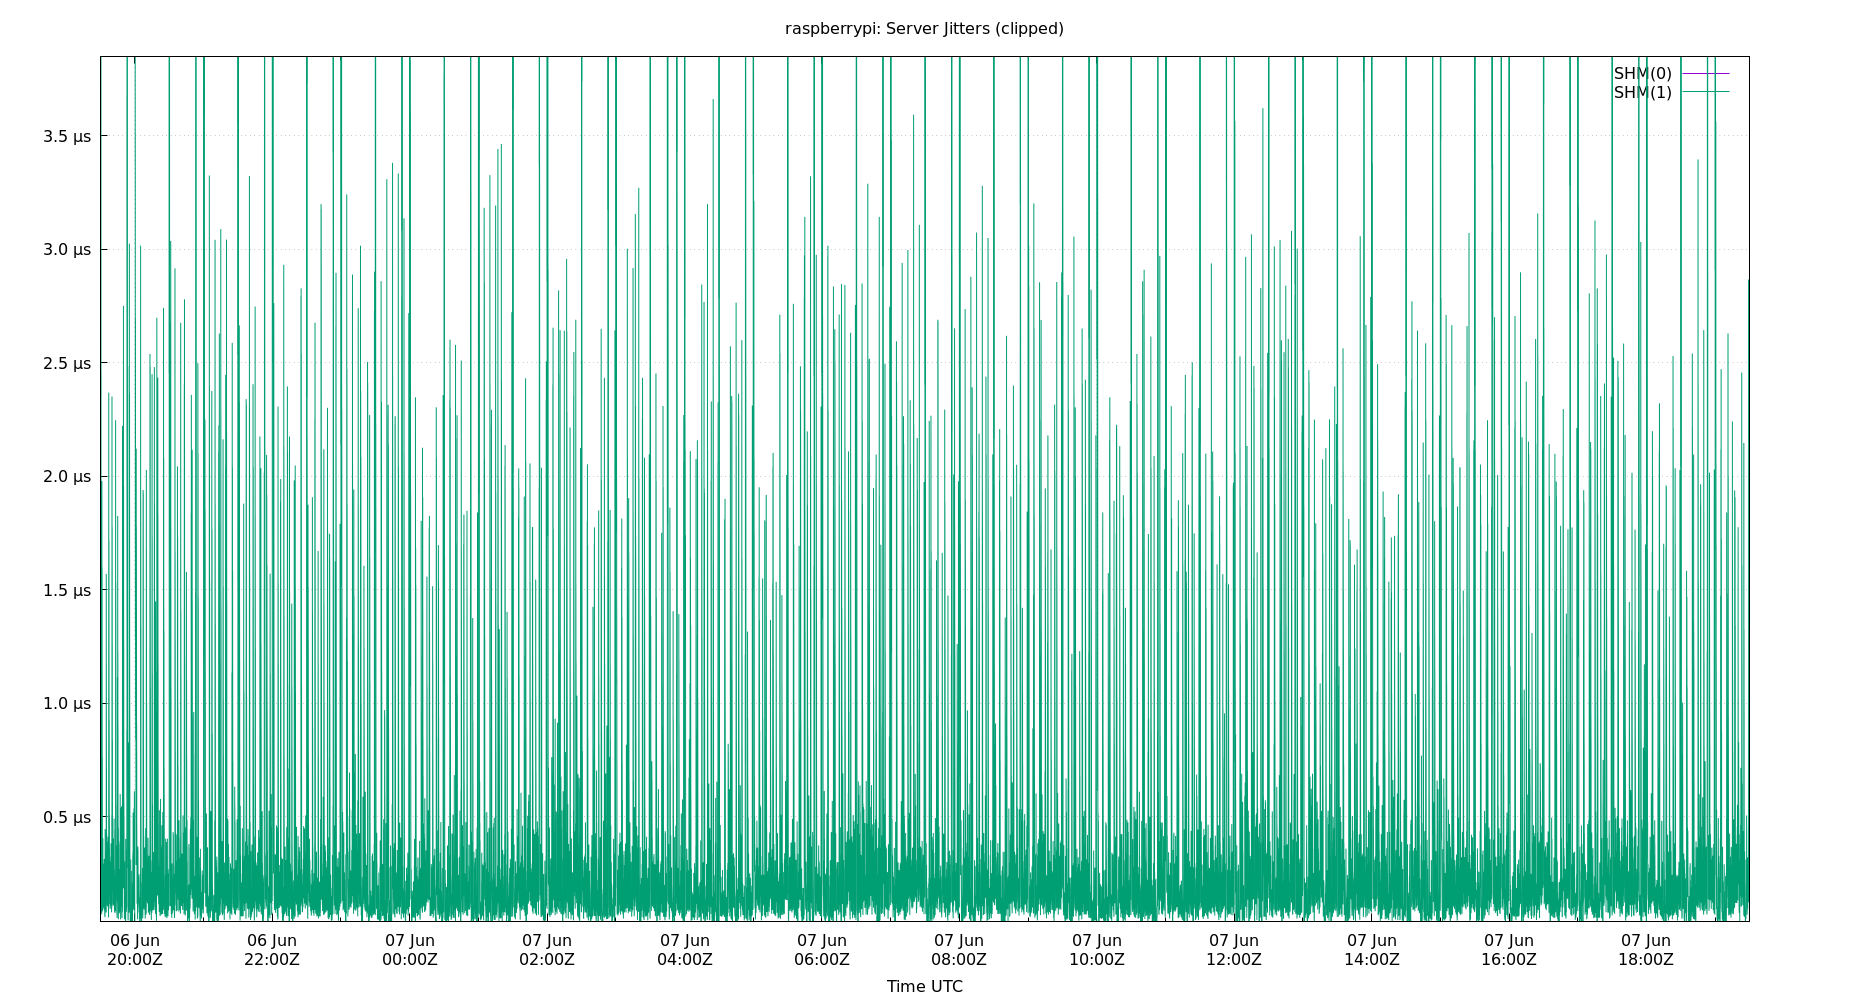 raspberrypi: Server Jitters (clipped)
SHM(0)
SHM(1)
3.5 µs
3.0 µs
2.5 µs
2.0 µs
1.5 µs
1.0 µs
0.5 µs
06 Jun 06 Jun 07 Jun 07 Jun 07 Jun 07 Jun 07 Jun 07 Jun 07 Jun 07 Jun 07 Jun 07 Jun
20:00Z 22:00Z 00:00Z 02:00Z 04:00Z 06:00Z 08:00Z 10:00Z 12:00Z 14:00Z 16:00Z 18:00Z
Time UTC